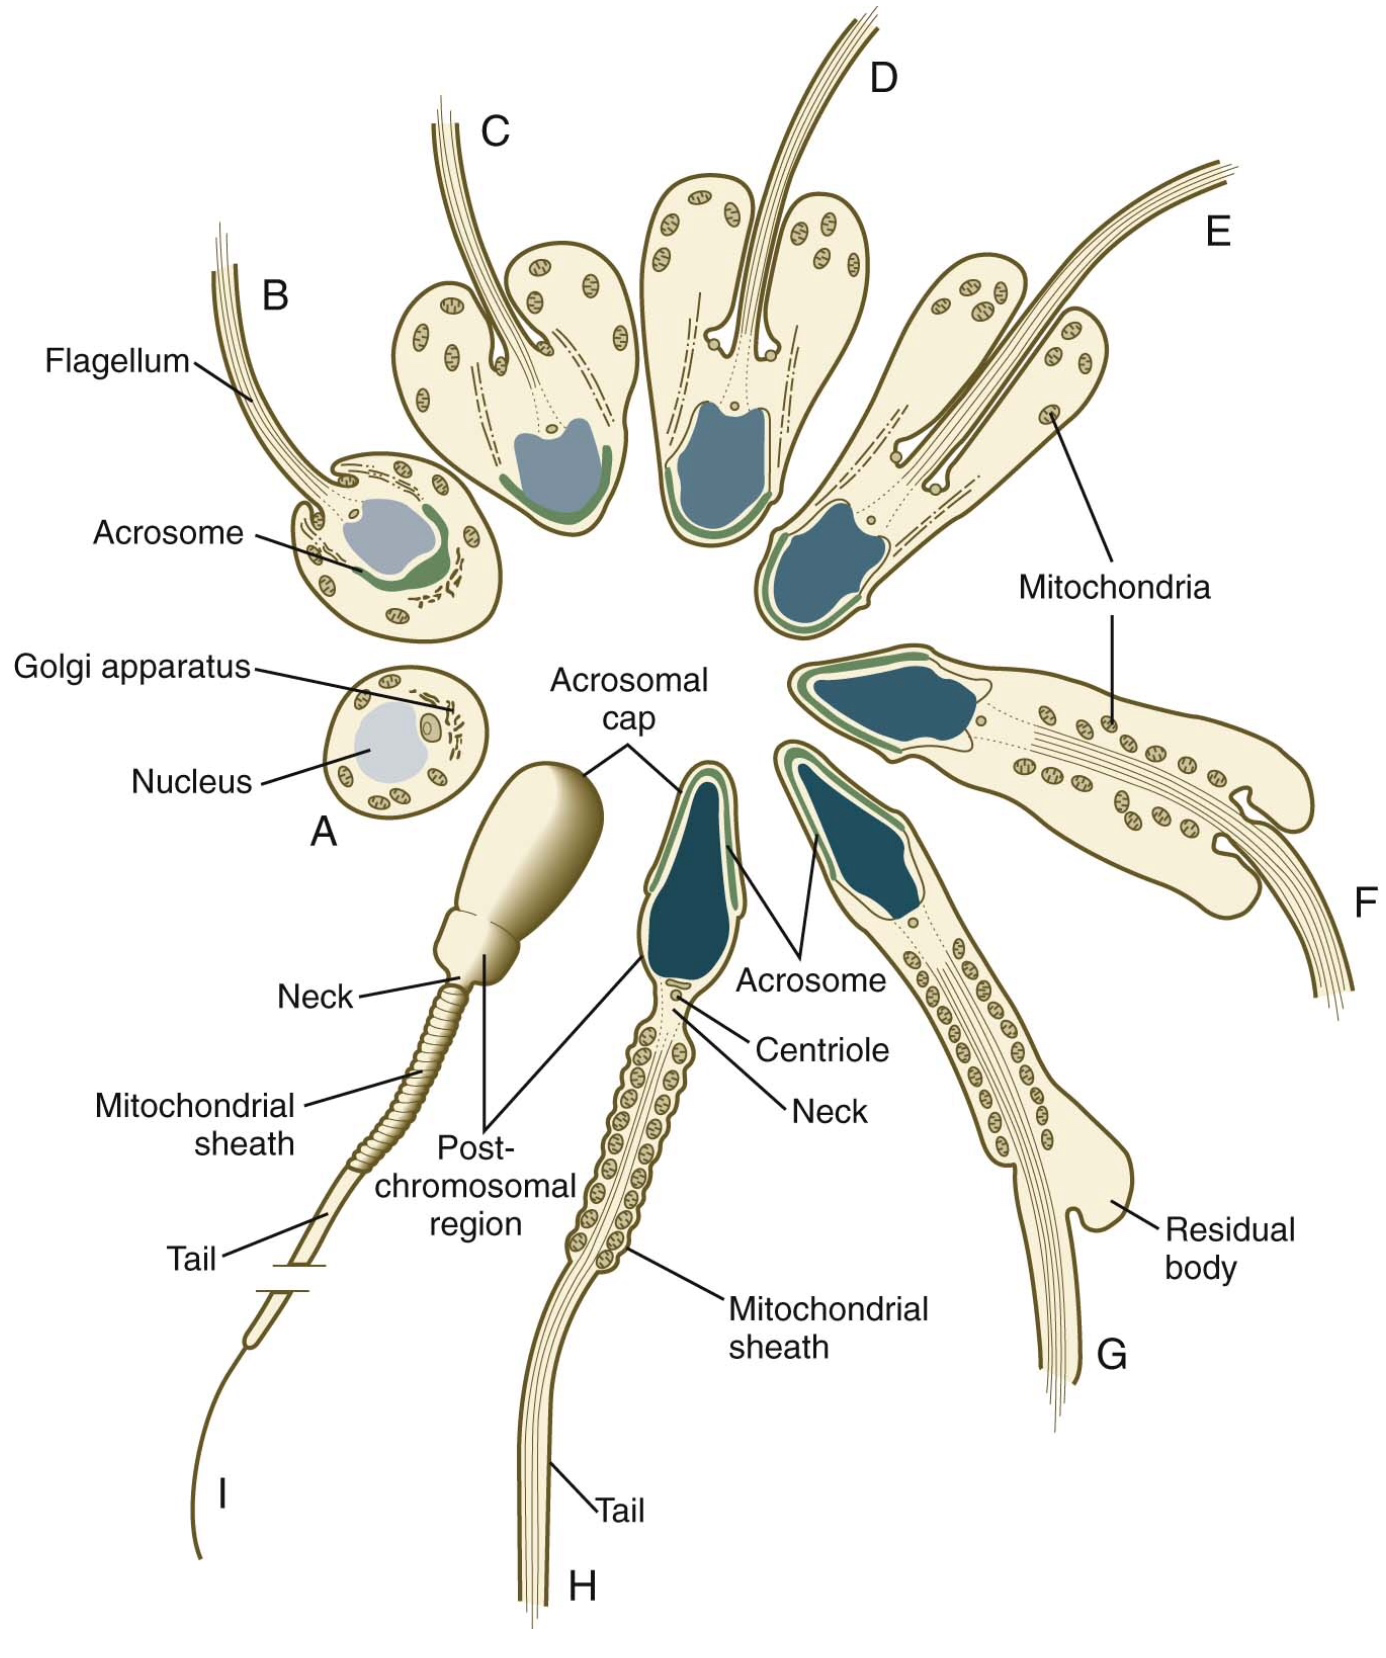 D
C
E
B
Flagellum
Acrosome
Mitochondria
Golgi apparatus
Acrosomal
cap
Nucleus
A
F
Neck
Acrosome
Centriole
Mitochondrial
sheath
Neck
Post-
chromosomal
region
Residual
body
Tail
Mitochondrial
sheath
G
I
Tail
H